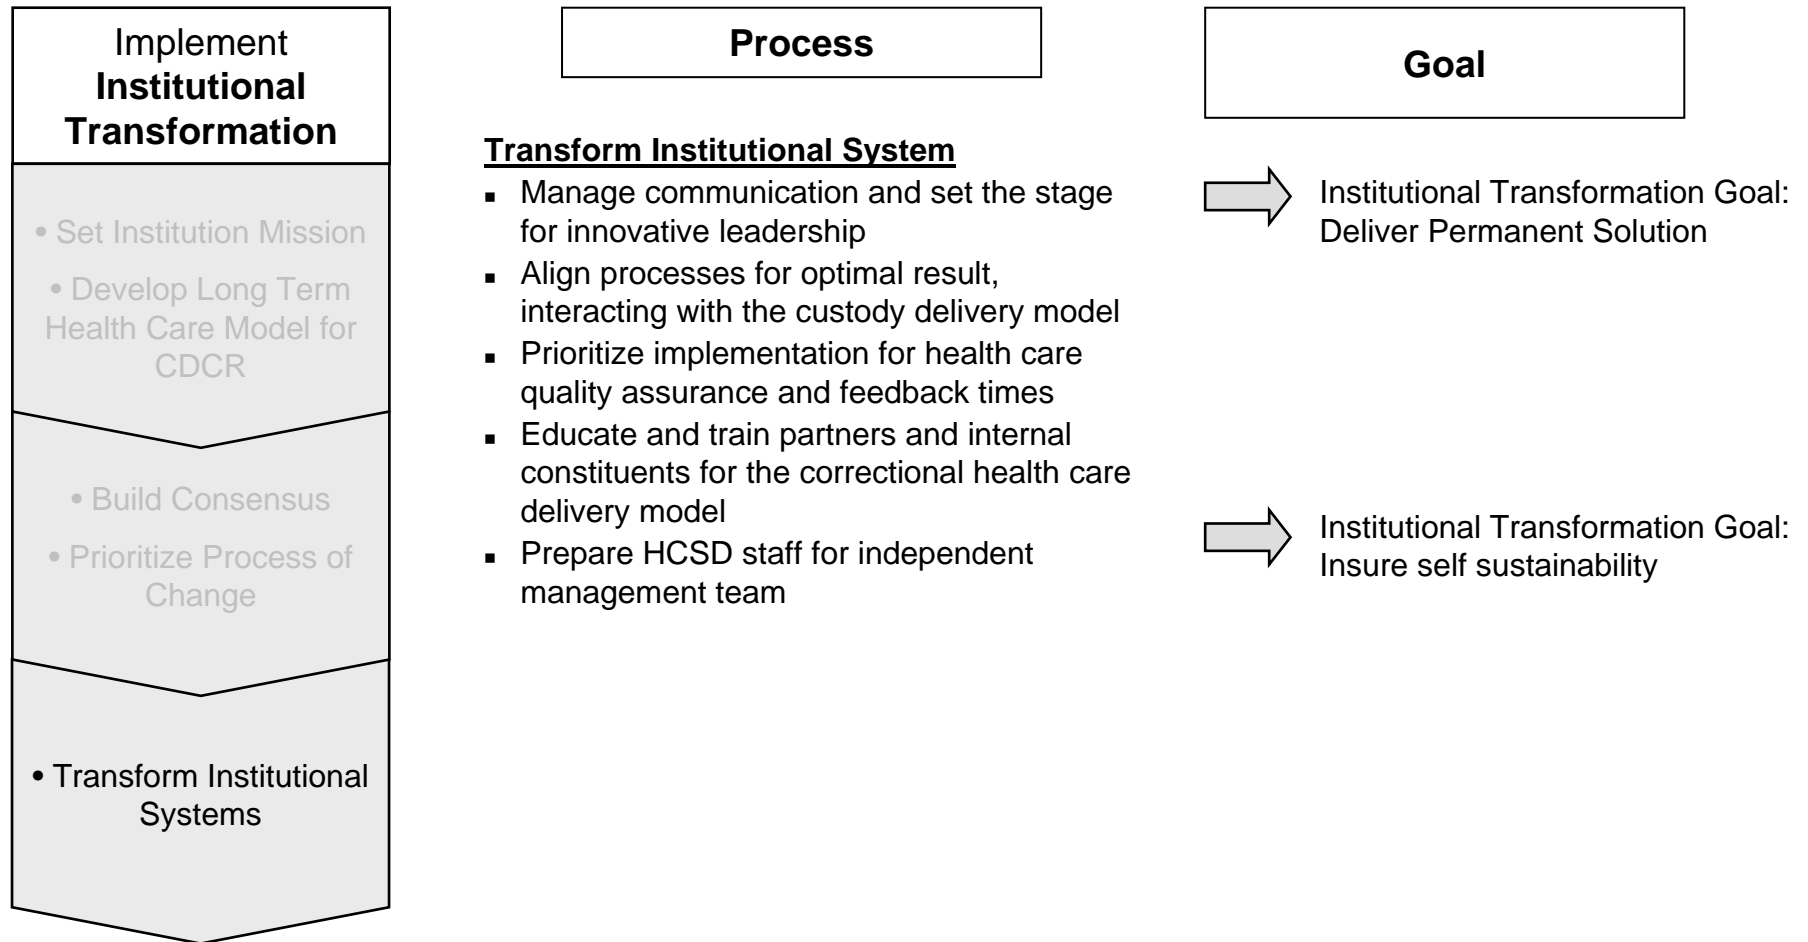 Implement
Institutional
Transformation
• Set Institution Mission
• Develop Long Term
Health Care Model for
CDCR
• Build Consensus
• Prioritize Process of
Change
• Transform Institutional
Systems
Process
Transform Institutional System
▪ Manage communication and set the stage
for innovative leadership
▪ Align processes for optimal result,
interacting with the custody delivery model
▪ Prioritize implementation for health care
quality assurance and feedback times
▪ Educate and train partners and internal
constituents for the correctional health care
delivery model
▪ Prepare HCSD staff for independent
management team
Goal
Institutional Transformation Goal:
Deliver Permanent Solution
Institutional Transformation Goal:
Insure self sustainability